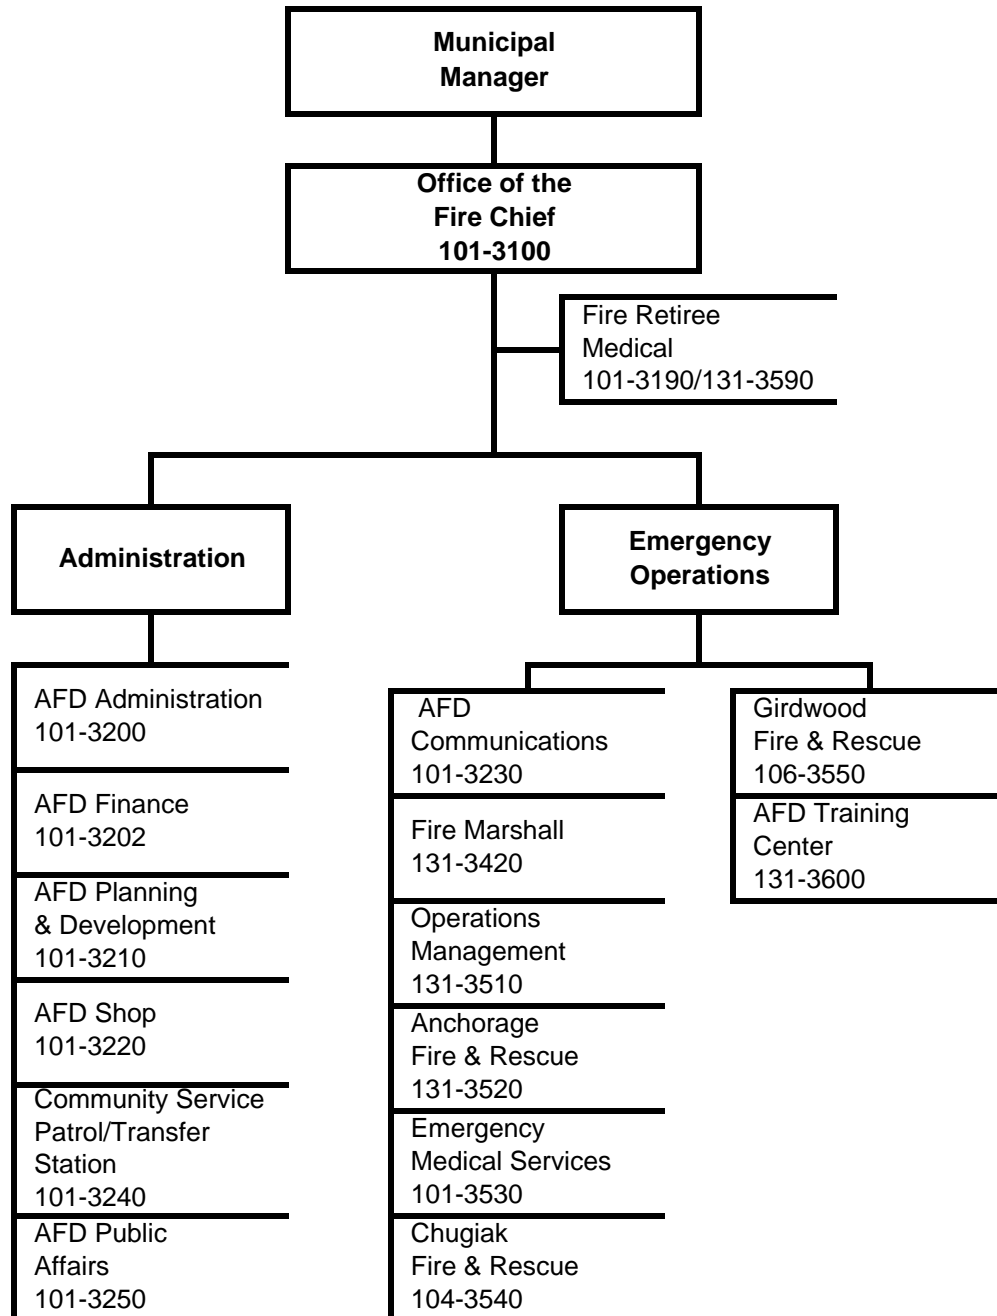 Municipal
Manager
Office of the
Fire Chief
101-3100
Fire Retiree
Medical
101-3190/131-3590
Administration
Emergency
Operations
AFD Administration
101-3200
AFD Finance
101-3202
AFD Planning
& Development
101-3210
AFD Shop
101-3220
Community Service
Patrol/Transfer
Station
101-3240
AFD Public
Affairs
101-3250
AFD
Communications
101-3230
Fire Marshall
131-3420
Operations
Management
131-3510
Anchorage
Fire & Rescue
131-3520
Emergency
Medical Services
101-3530
Chugiak
Fire & Rescue
104-3540
Girdwood
Fire & Rescue
106-3550
AFD Training
Center
131-3600